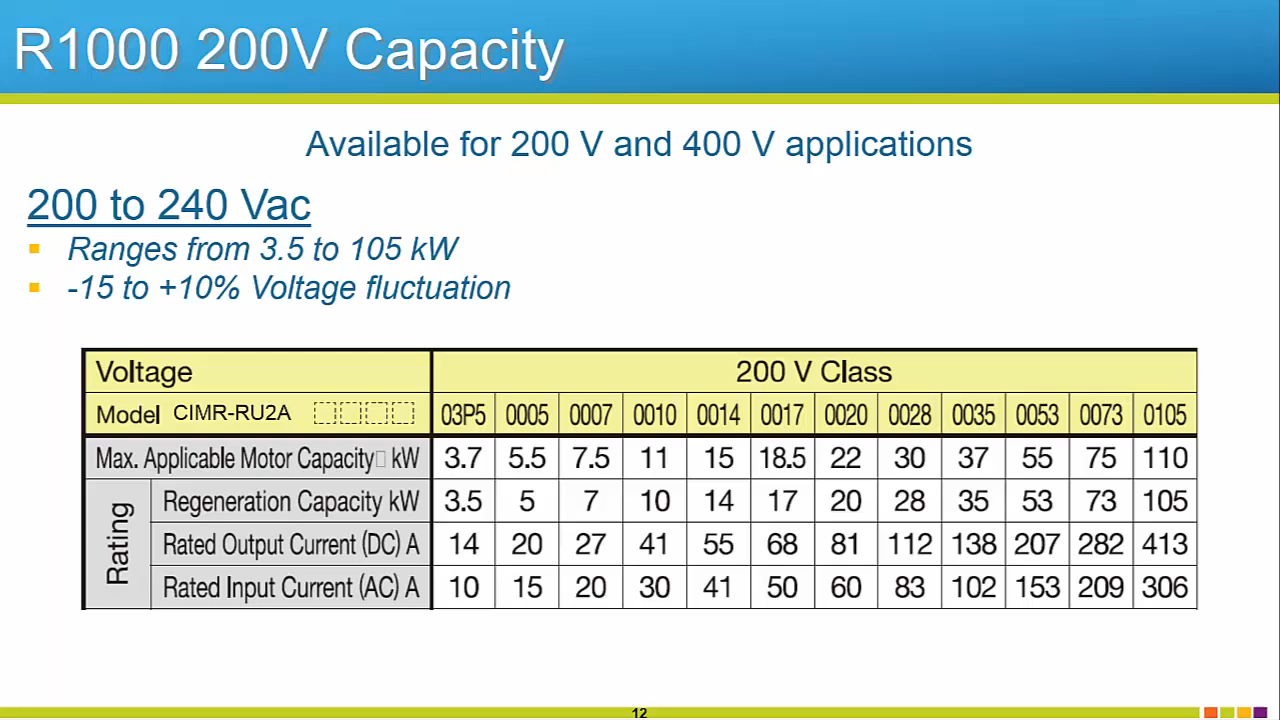 R1000 200V Capacity
Available for 200 V and 400 V applications
200 to 240 Vac
Ranges from 3.5 to 105 kW
-15 to +10% Voltage fluctuation
Voltage 200 V Class
Model CIMR-RU2A □□□□ 03P5 0005 0007 0010 0014 0017 0020 0028 0035 0053 0073 0105
Max. Applicable Motor Capacity□ kW 3.7 5.5 7.5 11 15 18.5 22 30 37 55 75 110
Rating
Regeneration Capacity kW 3.5 5 7 10 14 17 20 28 35 53 73 105
Rated Output Current (DC) A 14 20 27 41 55 68 81 112 138 207 282 413
Rated Input Current (AC) A 10 15 20 30 41 50 60 83 102 153 209 306
12